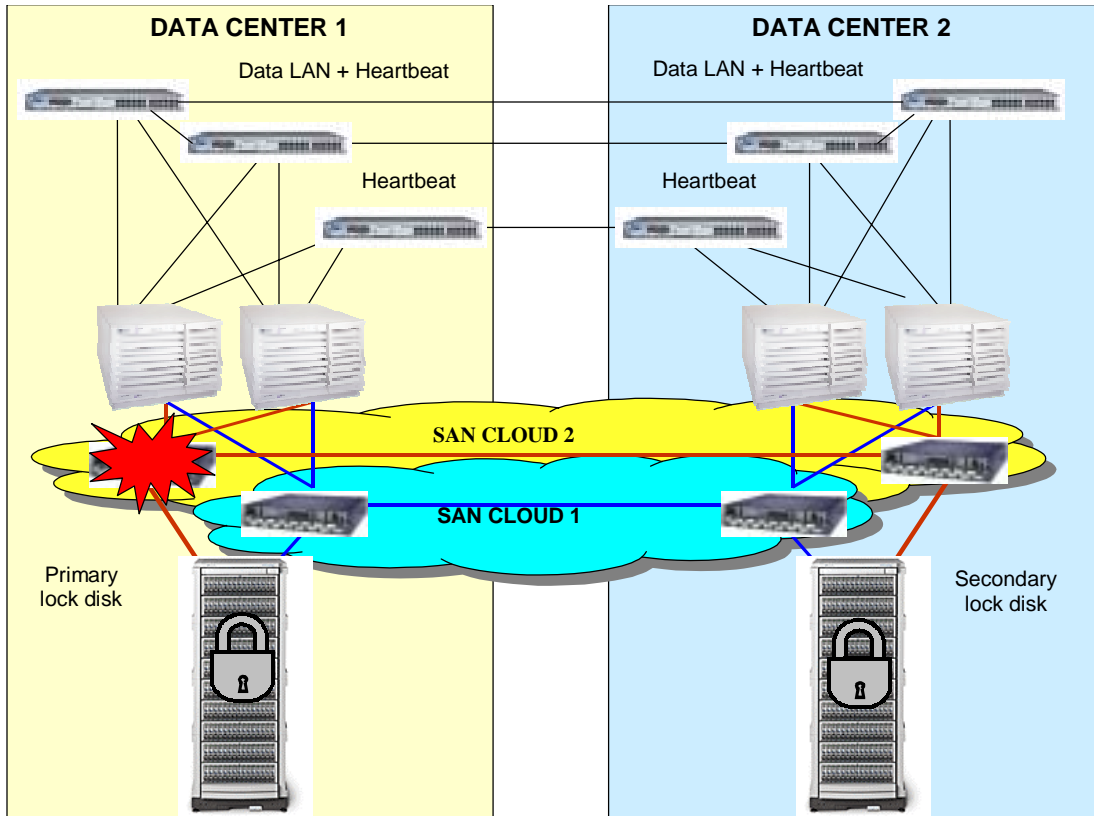 DATA CENTER 1
DATA CENTER 2
Data LAN + Heartbeat
Data LAN + Heartbeat
Heartbeat
Heartbeat
SAN CLOUD 2
SAN CLOUD 1
Primary
lock disk
Secondary
lock disk